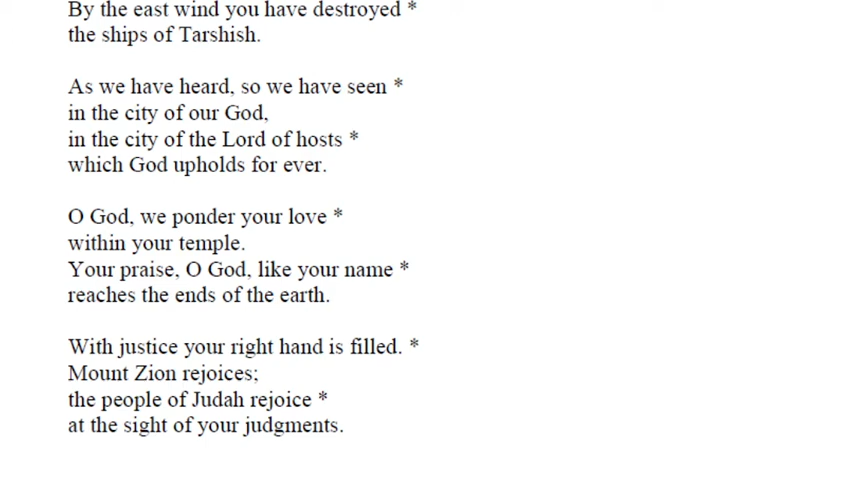 By the east wind you have destroyed *
the ships of Tarshish.
As we have heard, so we have seen *
in the city of our God,
in the city of the Lord of hosts *
which God upholds for ever.
O God, we ponder your love *
within your temple.
Your praise, O God, like your name *
reaches the ends of the earth.
With justice your right hand is filled. *
Mount Zion rejoices;
the people of Judah rejoice *
at the sight of your judgments.